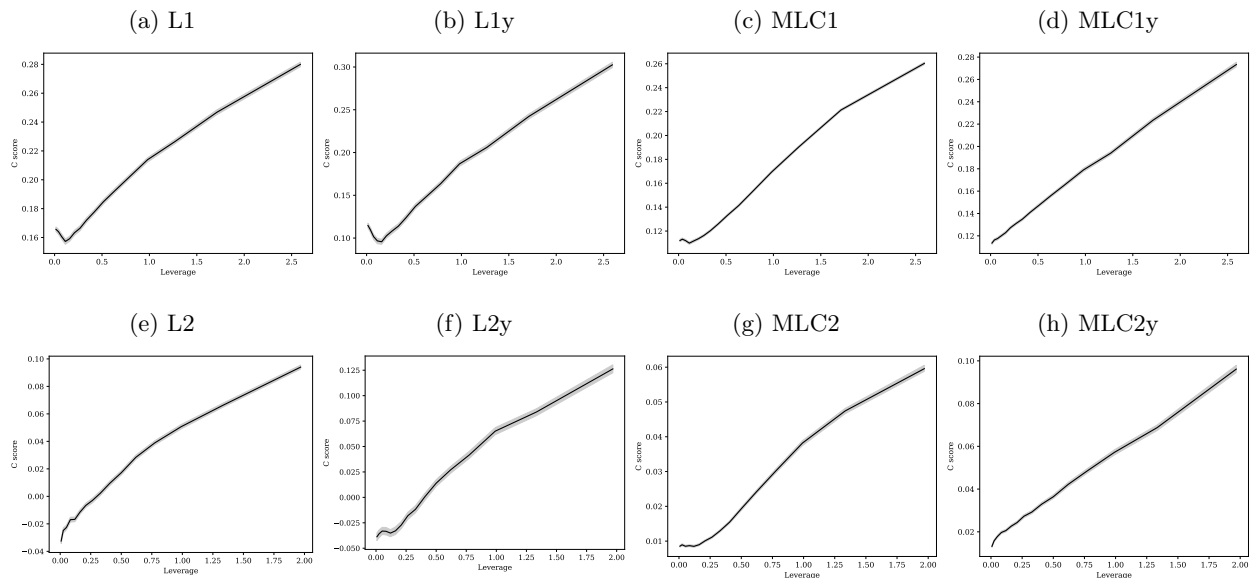 (a) L1
(b) L1y
(c) MLC1
(d) MLC1y
0.28
0.26
0.24
0.22
0.20
0.18
0.16
C score
0.0 0.5 1.0 1.5 2.0 2.5
Leverage
0.30
0.25
0.20
0.15
0.10
C score
0.0 0.5 1.0 1.5 2.0 2.5
Leverage
0.26
0.24
0.22
0.20
0.18
0.16
0.14
0.12
C score
0.0 0.5 1.0 1.5 2.0 2.5
Leverage
0.28
0.26
0.24
0.22
0.20
0.18
0.16
0.14
0.12
C score
0.0 0.5 1.0 1.5 2.0 2.5
Leverage
(e) L2
(f) L2y
(g) MLC2
(h) MLC2y
0.10
0.08
0.06
0.04
0.02
0.00
−0.02
−0.04
C score
0.00 0.25 0.50 0.75 1.00 1.25 1.50 1.75 2.00
Leverage
0.125
0.100
0.075
0.050
0.025
0.000
−0.025
−0.050
C score
0.00 0.25 0.50 0.75 1.00 1.25 1.50 1.75 2.00
Leverage
0.06
0.05
0.04
0.03
0.02
0.01
C score
0.00 0.25 0.50 0.75 1.00 1.25 1.50 1.75 2.00
Leverage
0.10
0.08
0.06
0.04
0.02
C score
0.00 0.25 0.50 0.75 1.00 1.25 1.50 1.75 2.00
Leverage